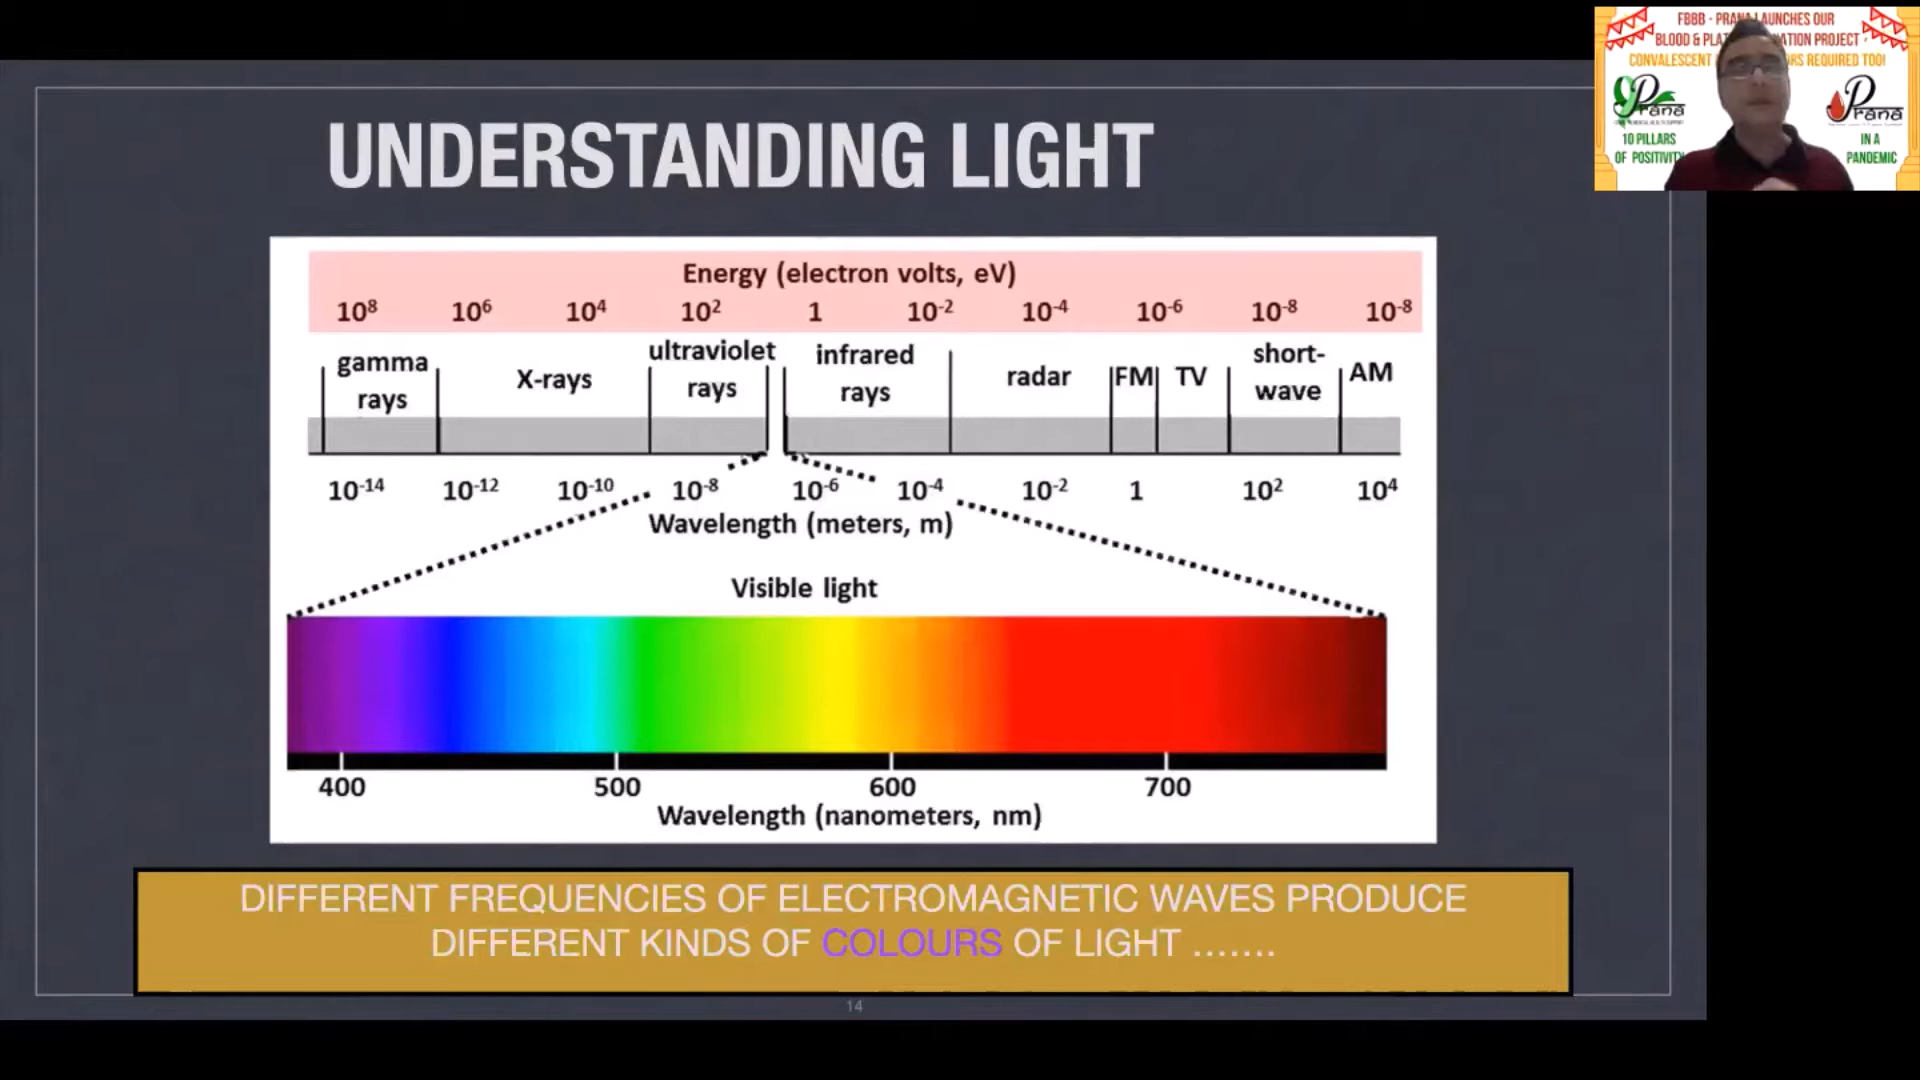 FBBB - PRANA LAUNCHES OUR
BLOOD & DONATION PROJECT
CONVALESCENT REQUIRED TOO!
Prana
Prana
10 PILLARS
OF POSITIVITY
IN A
PANDEMIC
UNDERSTANDING LIGHT
Energy (electron volts, eV)
10⁸ 10⁶ 10⁴ 10² 1 10⁻² 10⁻⁴ 10⁻⁶ 10⁻⁸ 10⁻⁸
gamma rays
X-rays
ultraviolet rays
infrared rays
radar
FM
TV
short-wave
AM
10⁻¹⁴ 10⁻¹² 10⁻¹⁰ 10⁻⁸ 10⁻⁶ 10⁻⁴ 10⁻² 1 10² 10⁴
Wavelength (meters, m)
Visible light
400 500 600 700
Wavelength (nanometers, nm)
DIFFERENT FREQUENCIES OF ELECTROMAGNETIC WAVES PRODUCE
DIFFERENT KINDS OF COLOURS OF LIGHT .......
14